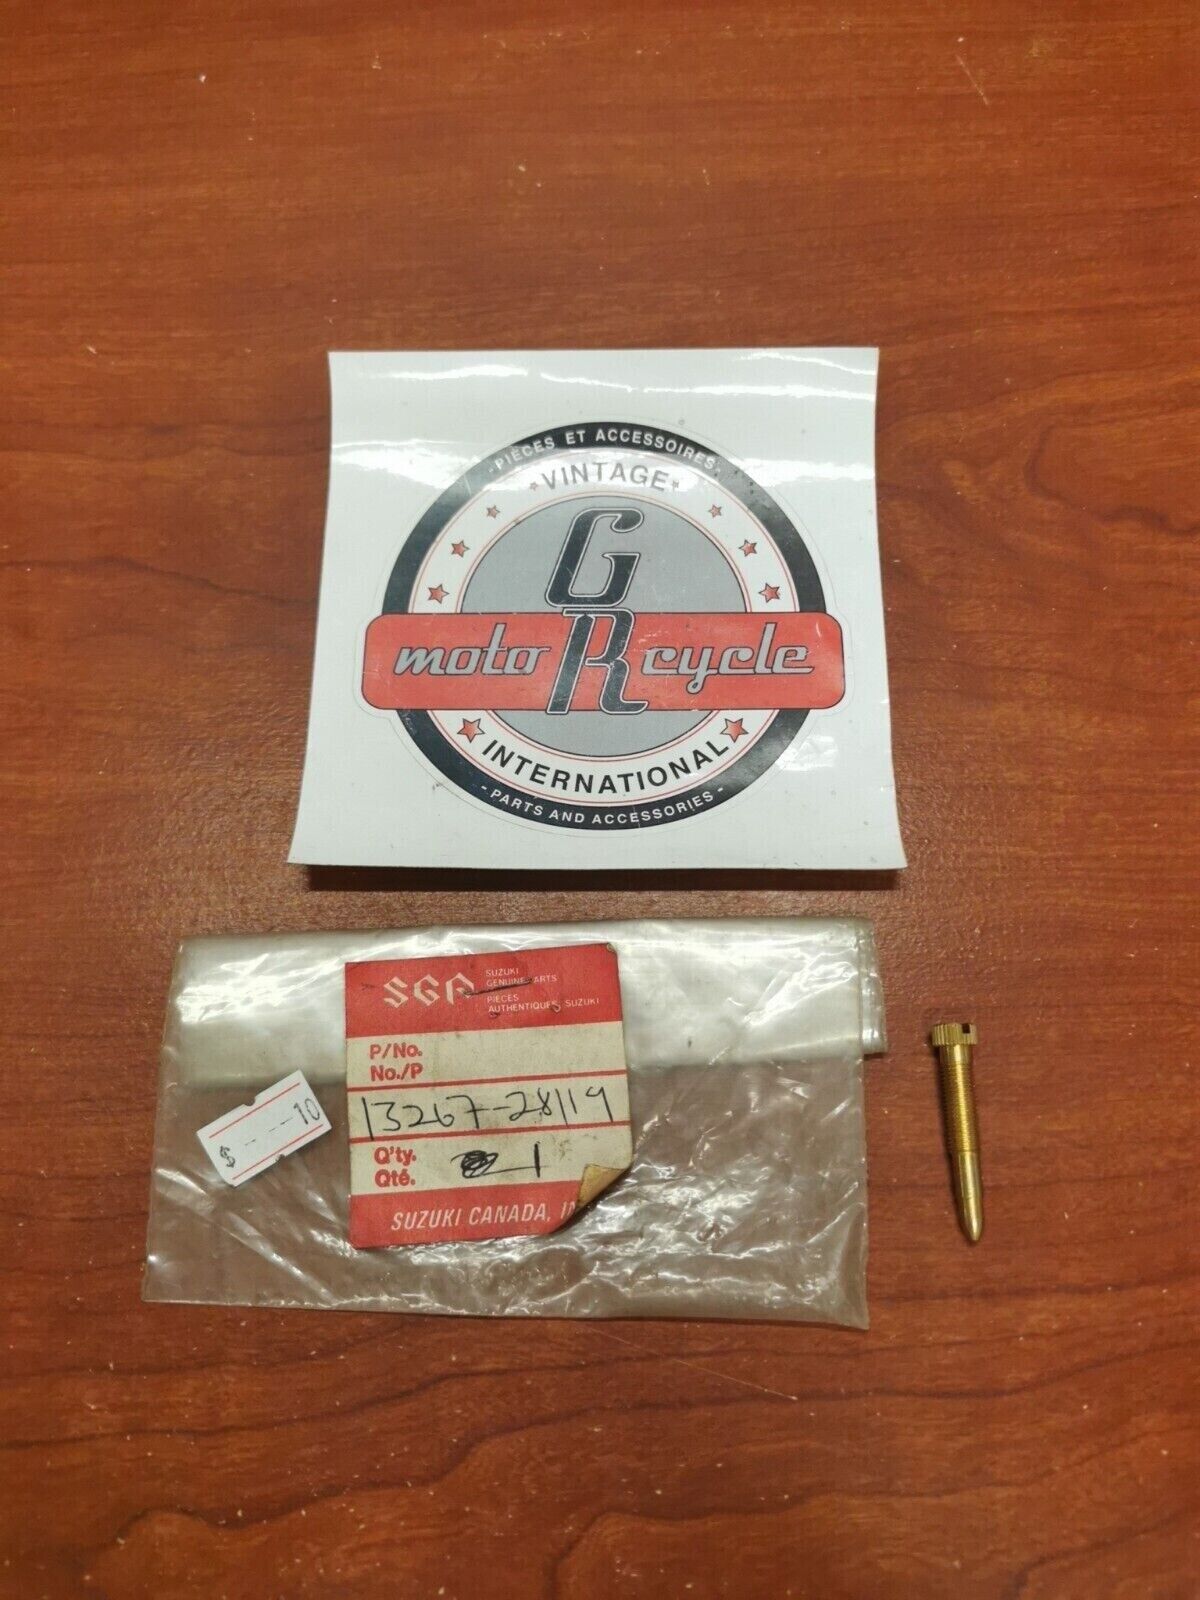 - PIÈCES ET ACCESSOIRES -
VINTAGE
GR
moto cycle
INTERNATIONAL
- PARTS AND ACCESSORIES -
SGP
SUZUKI
GENUINE PARTS
PIÈCES
AUTHENTIQUES SUZUKI
P/No.
No./P
13267-28119
Q'ty.
Qté.
1
SUZUKI CANADA,
$ - -- -10